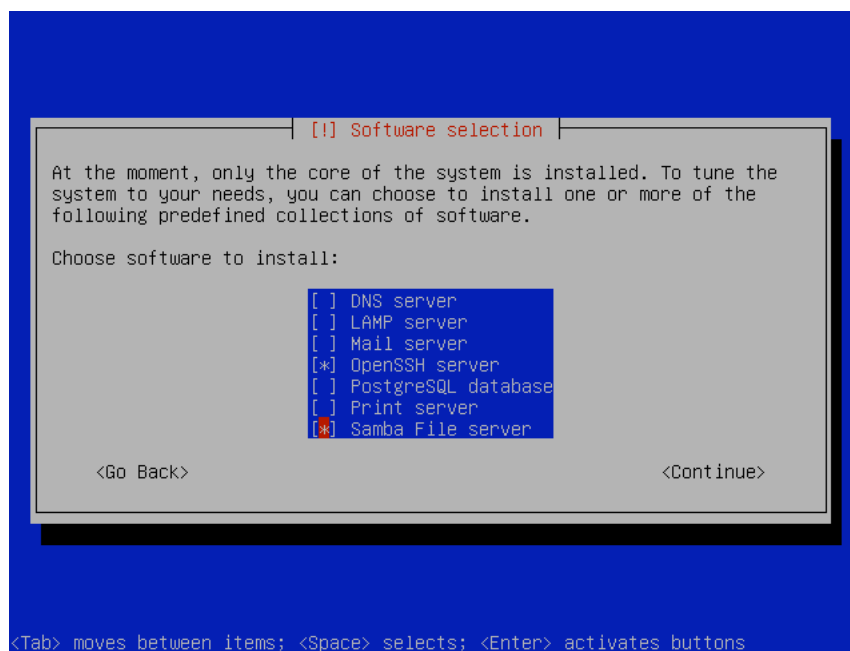 [!] Software selection
At the moment, only the core of the system is installed. To tune the
system to your needs, you can choose to install one or more of the
following predefined collections of software.
Choose software to install:
[ ] DNS server
[ ] LAMP server
[ ] Mail server
[*] OpenSSH server
[ ] PostgreSQL database
[ ] Print server
[*] Samba File server
<Go Back> <Continue>
<Tab> moves between items; <Space> selects; <Enter> activates buttons